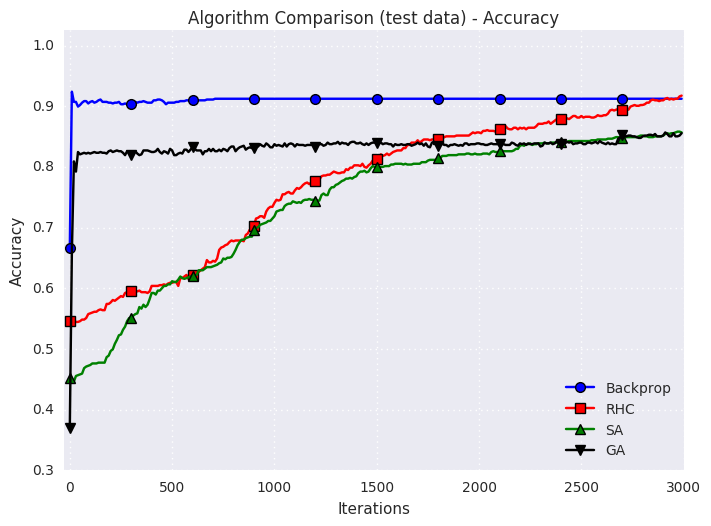 Algorithm Comparison (test data) - Accuracy
1.0
0.9
0.8
0.7
0.6
0.5
0.4
0.3
Accuracy
0 500 1000 1500 2000 2500 3000
Iterations
Backprop
RHC
SA
GA